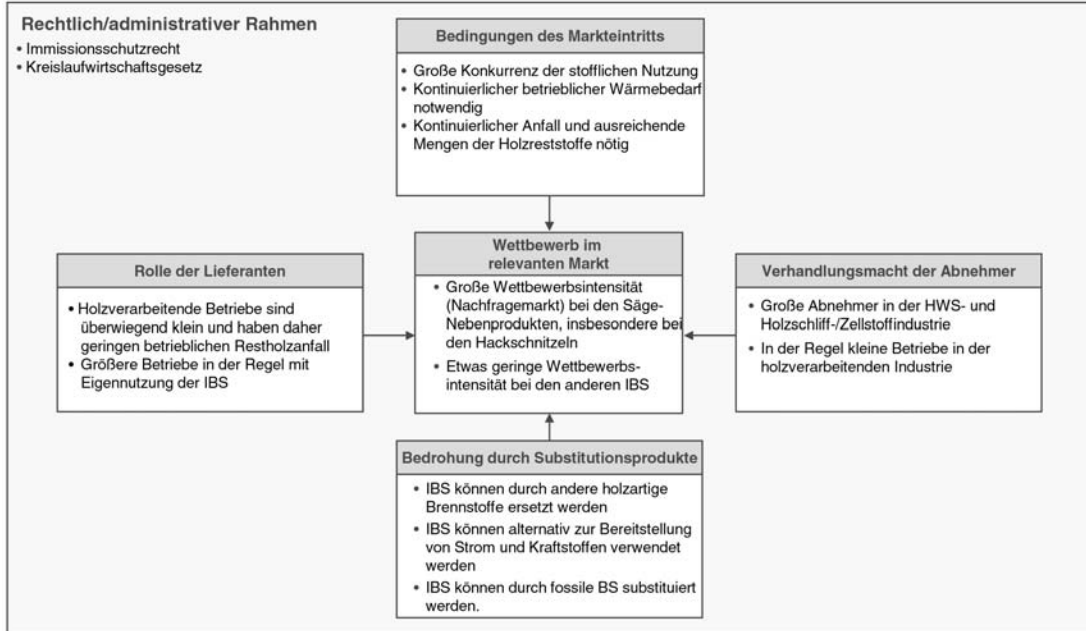 Rechtlich/administrativer Rahmen
• Immissionsschutzrecht
• Kreislaufwirtschaftsgesetz
Bedingungen des Markteintritts
• Große Konkurrenz der stofflichen Nutzung
• Kontinuierlicher betrieblicher Wärmebedarf
notwendig
• Kontinuierlicher Anfall und ausreichende
Mengen der Holzreststoffe nötig
Rolle der Lieferanten
• Holzverarbeitende Betriebe sind
überwiegend klein und haben daher
geringen betrieblichen Restholzanfall
• Größere Betriebe in der Regel mit
Eigennutzung der IBS
Wettbewerb im
relevanten Markt
• Große Wettbewerbsintensität
(Nachfragemarkt) bei den Säge-
Nebenprodukten, insbesondere bei
den Hackschnitzeln
• Etwas geringe Wettbewerbs-
intensität bei den anderen IBS
Verhandlungsmacht der Abnehmer
• Große Abnehmer in der HWS- und
Holzschliff-/Zellstoffindustrie
• In der Regel kleine Betriebe in der
holzverarbeitenden Industrie
Bedrohung durch Substitutionsprodukte
• IBS können durch andere holzartige
Brennstoffe ersetzt werden
• IBS können alternativ zur Bereitstellung
von Strom und Kraftstoffen verwendet
werden
• IBS können durch fossile BS substituiert
werden.